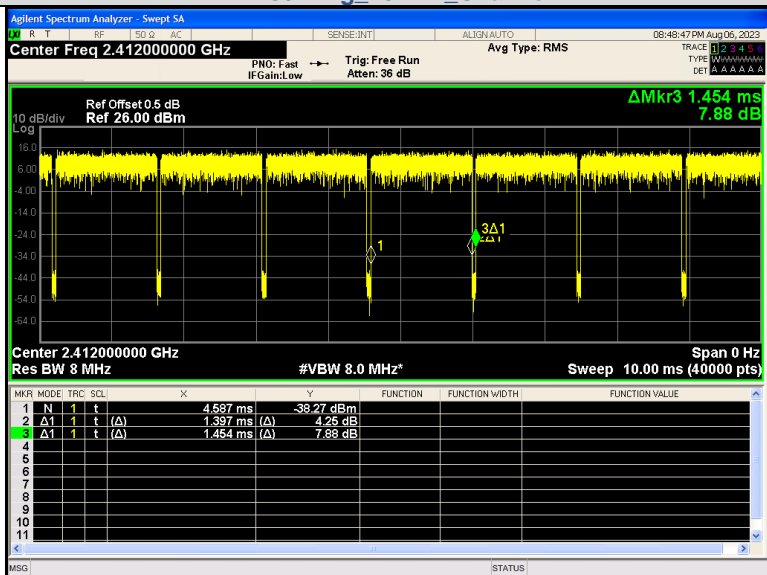 Agilent Spectrum Analyzer - Swept SA
LXI R T RF 50 Ω AC SENSE:INT ALIGN AUTO 08:48:47 PM Aug 06, 2023
Center Freq 2.412000000 GHz Avg Type: RMS TRACE 1 2 3 4 5 6
PNO: Fast Trig: Free Run TYPE W
IFGain:Low Atten: 36 dB DET A A A A A A
ΔMkr3 1.454 ms
7.88 dB
Ref Offset 0.5 dB
10 dB/div Ref 26.00 dBm
Log
16.0
6.00
-4.00
-14.0
-24.0
3Δ1
1
-34.0
-44.0
-54.0
-64.0
Center 2.412000000 GHz Span 0 Hz
Res BW 8 MHz #VBW 8.0 MHz* Sweep 10.00 ms (40000 pts)
MKR MODE TRC SCL X Y FUNCTION FUNCTION WIDTH FUNCTION VALUE
1 N 1 t 4.587 ms -38.27 dBm
2 Δ1 1 t (Δ) 1.397 ms (Δ) 4.25 dB
3 Δ1 1 t (Δ) 1.454 ms (Δ) 7.88 dB
4
5
6
7
8
9
10
11
MSG STATUS